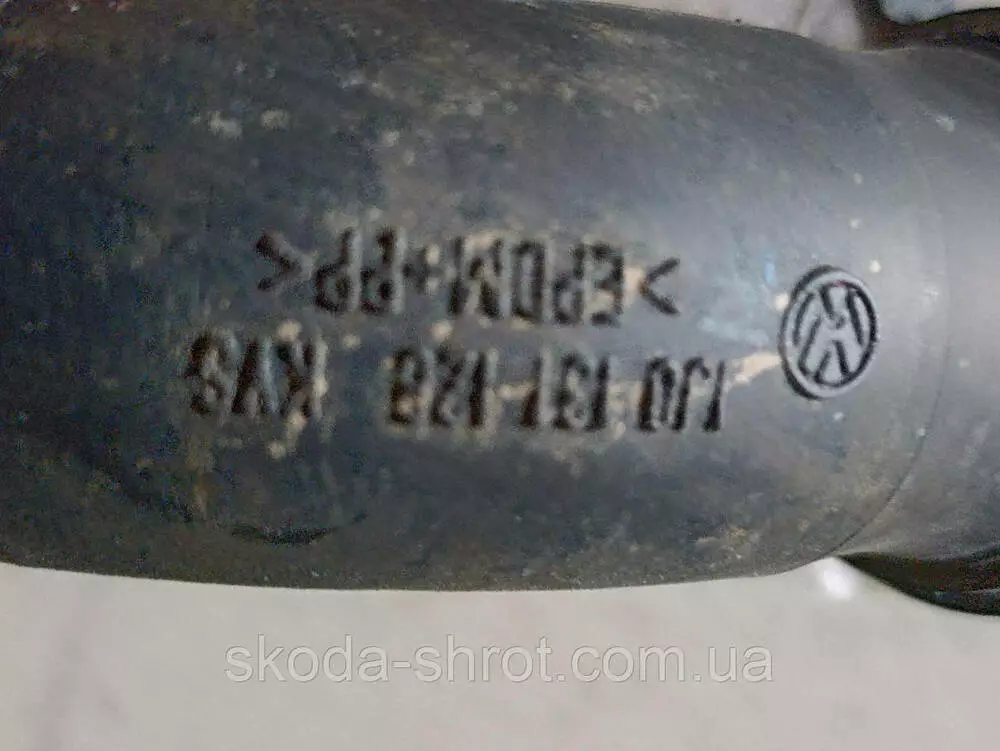 1J0 131 128 KVS
>EPDM+PP<
skoda-shrot.com.ua